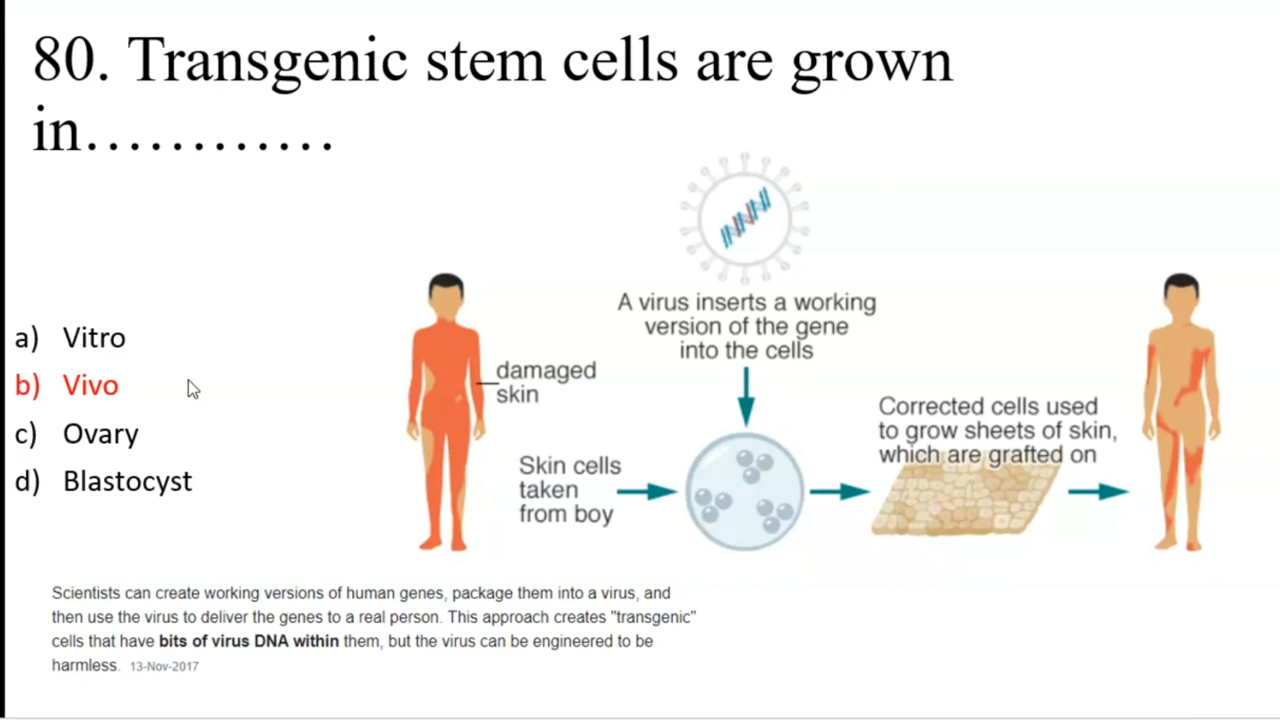 80. Transgenic stem cells are grown
in............
a) Vitro
b) Vivo
c) Ovary
d) Blastocyst
damaged
skin
Skin cells
taken
from boy
A virus inserts a working
version of the gene
into the cells
Corrected cells used
to grow sheets of skin,
which are grafted on
Scientists can create working versions of human genes, package them into a virus, and
then use the virus to deliver the genes to a real person. This approach creates "transgenic"
cells that have bits of virus DNA within them, but the virus can be engineered to be
harmless. 13-Nov-2017